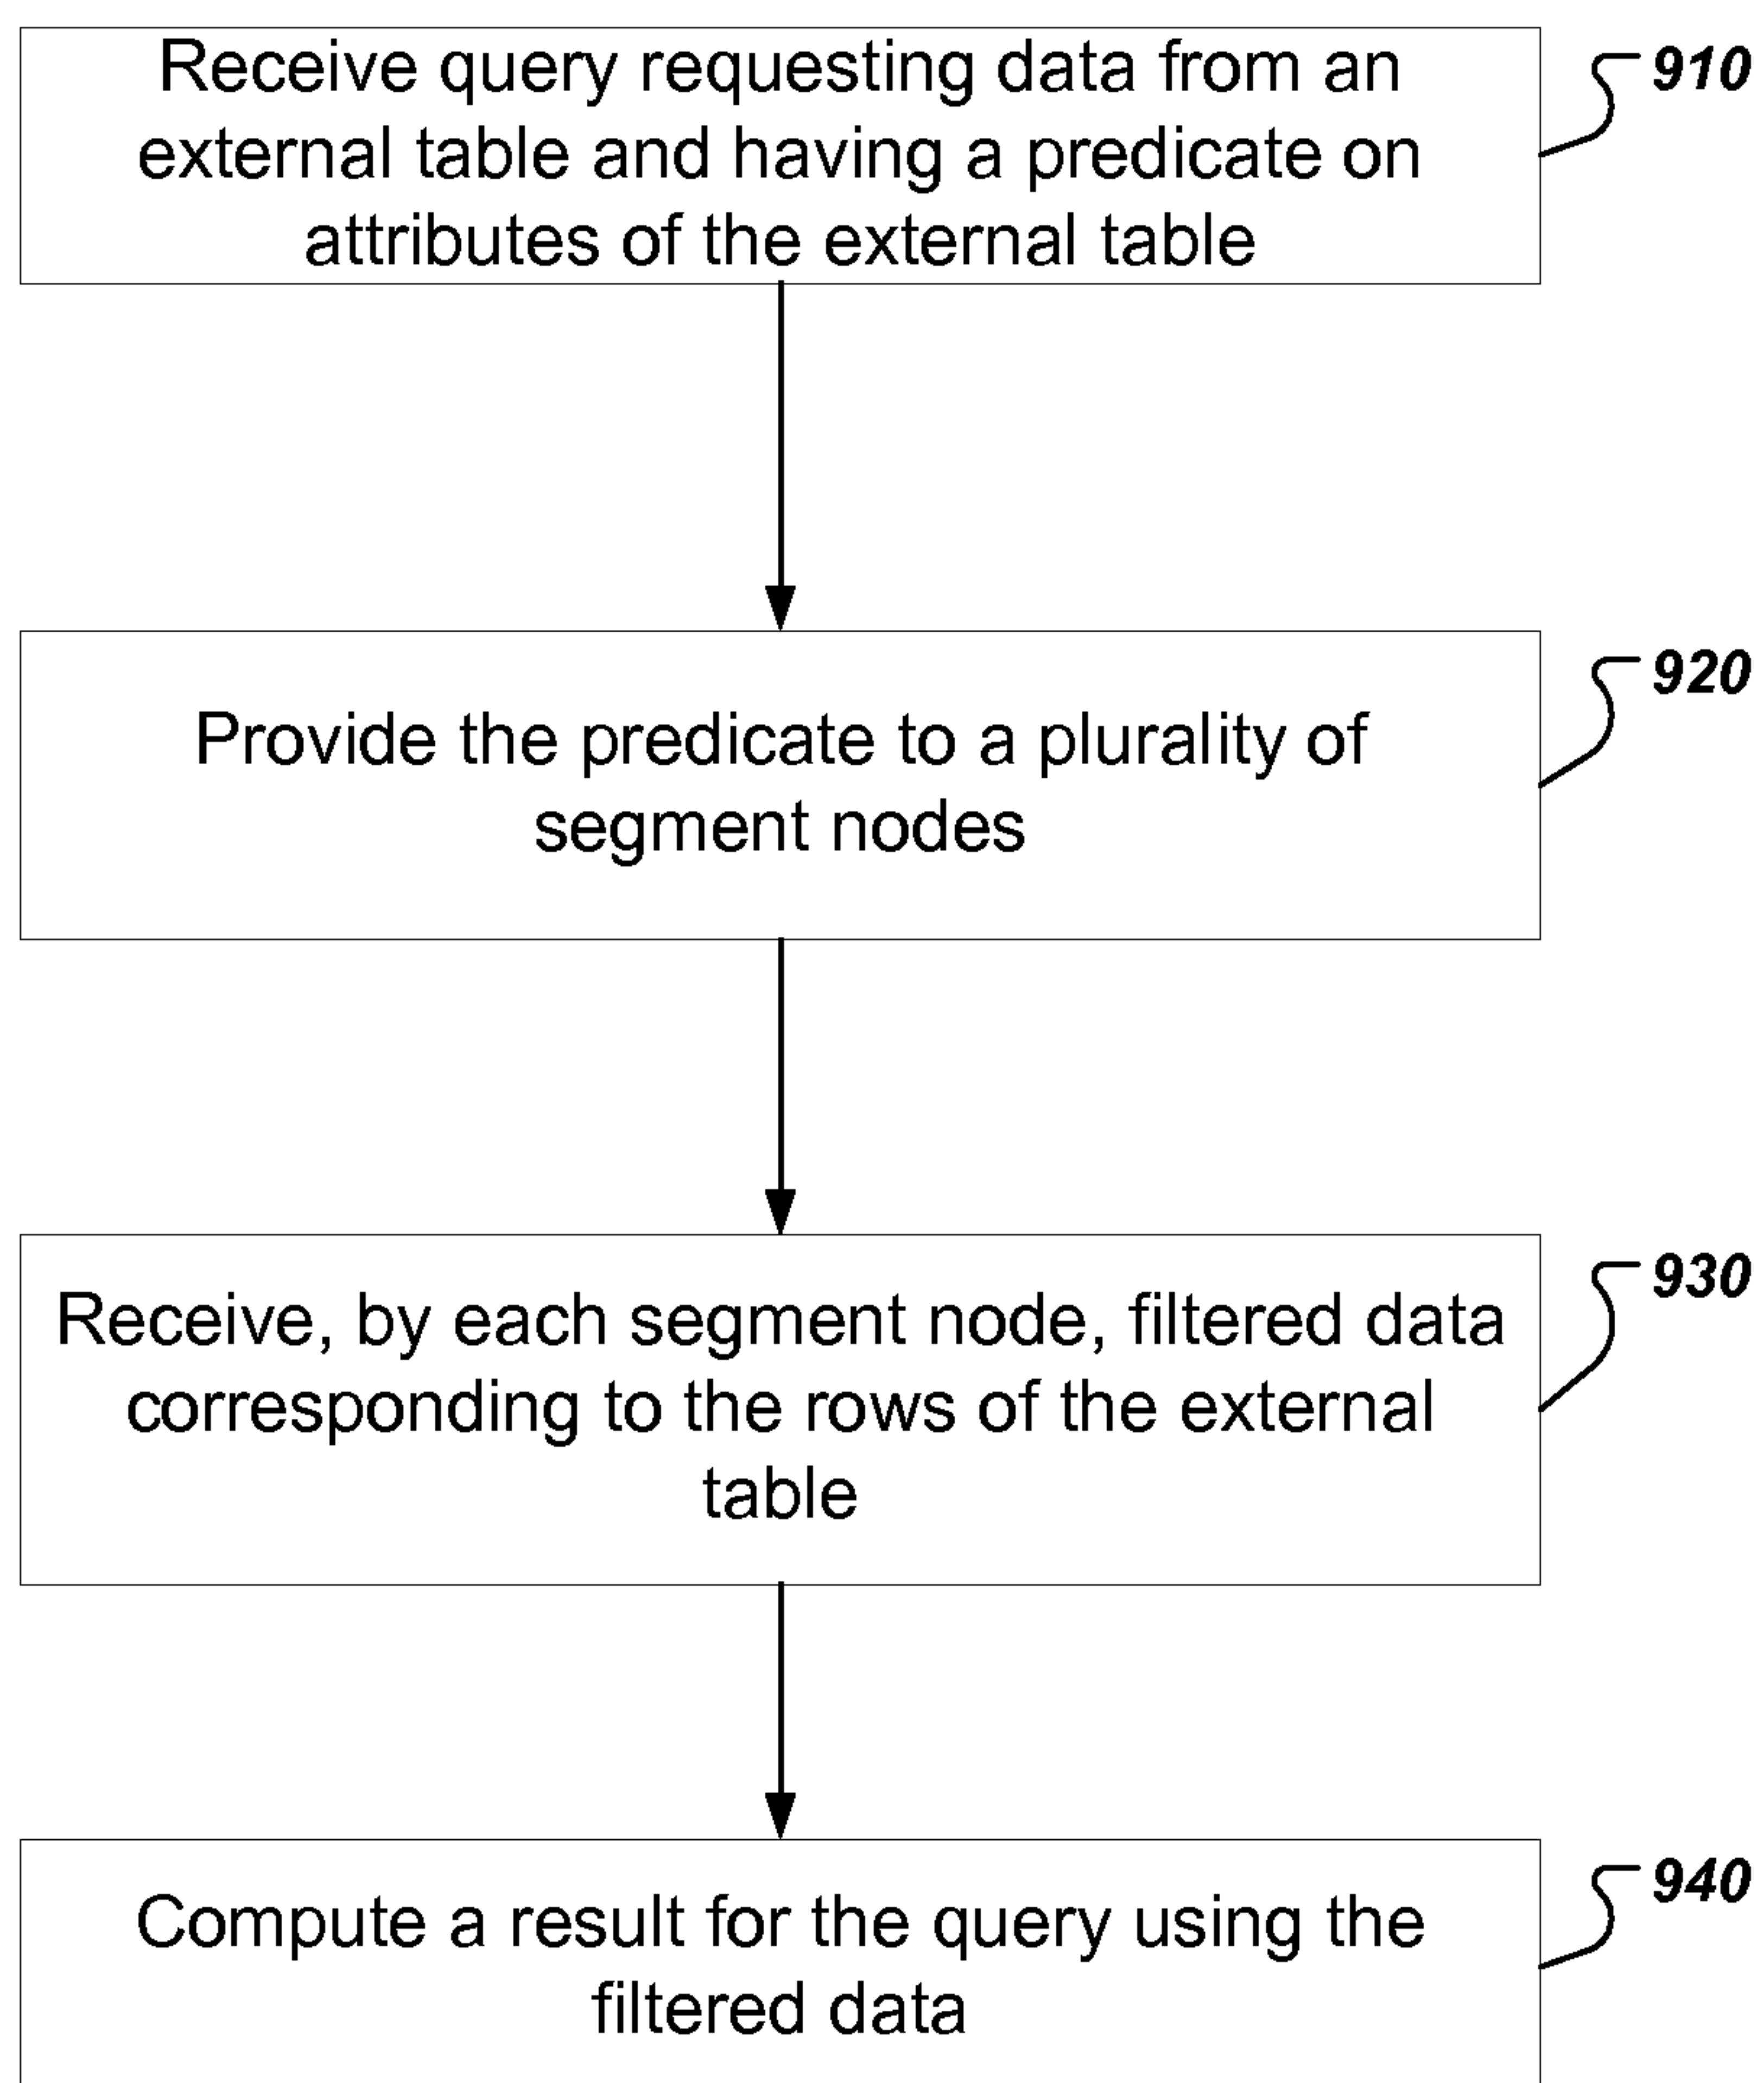 Receive query requesting data from an
external table and having a predicate on
attributes of the external table
910
Provide the predicate to a plurality of
segment nodes
920
Receive, by each segment node, filtered data
corresponding to the rows of the external
table
930
Compute a result for the query using the
filtered data
940